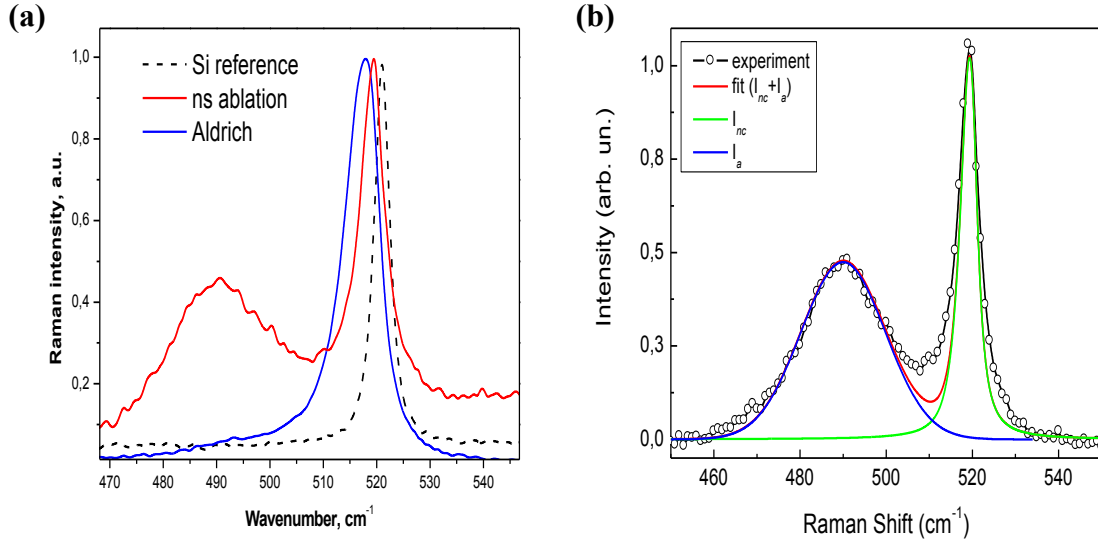 (a)
Si reference
ns ablation
Aldrich
1,0
0,8
0,6
0,4
0,2
Raman intensity, a.u.
470 480 490 500 510 520 530 540
Wavenumber, cm-1
(b)
experiment
fit (Inc+Ia)
Inc
Ia
1,0
0,8
0,5
0,3
0,0
Intensity (arb. un.)
460 480 500 520 540
Raman Shift (cm-1)